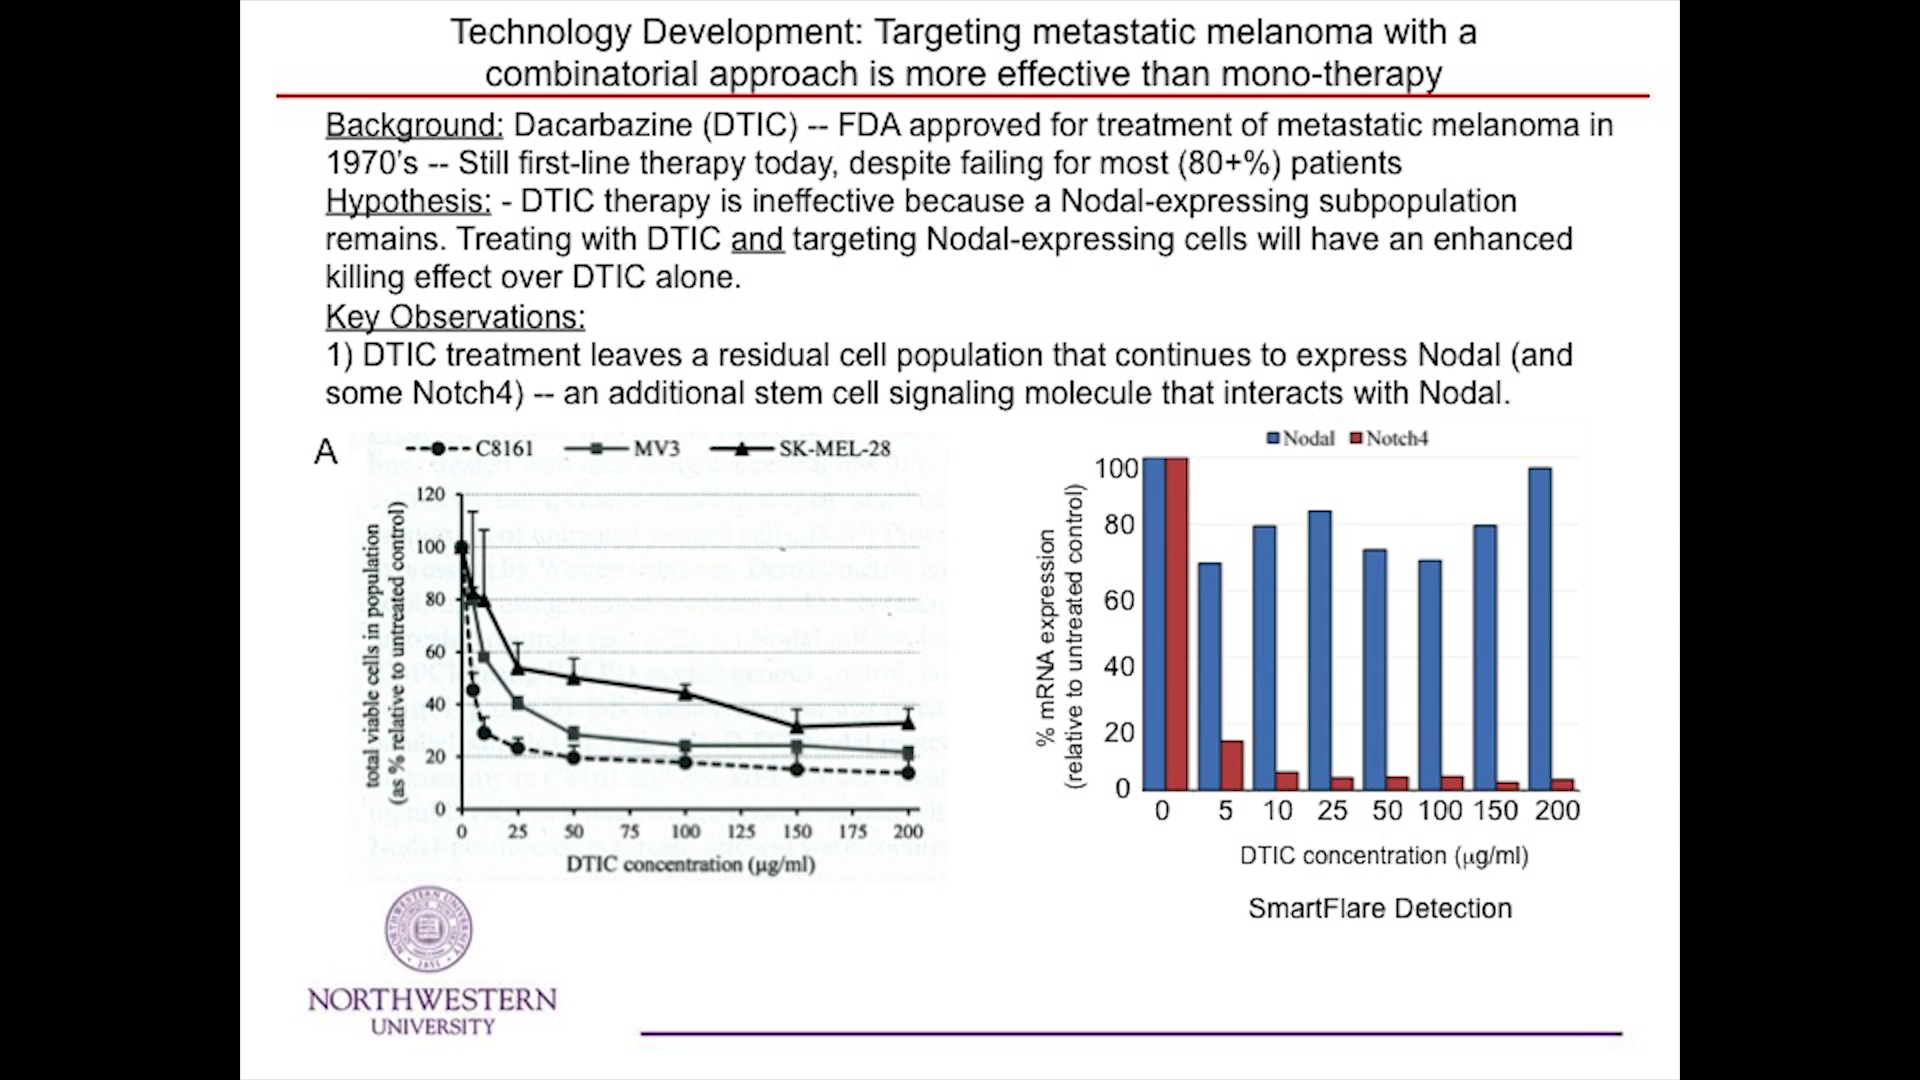 Technology Development: Targeting metastatic melanoma with a
combinatorial approach is more effective than mono-therapy
Background: Dacarbazine (DTIC) -- FDA approved for treatment of metastatic melanoma in
1970's -- Still first-line therapy today, despite failing for most (80+%) patients
Hypothesis: - DTIC therapy is ineffective because a Nodal-expressing subpopulation
remains. Treating with DTIC and targeting Nodal-expressing cells will have an enhanced
killing effect over DTIC alone.
Key Observations:
1) DTIC treatment leaves a residual cell population that continues to express Nodal (and
some Notch4) -- an additional stem cell signaling molecule that interacts with Nodal.
A
C8161 MV3 SK-MEL-28
total viable cells in population
(as % relative to untreated control)
120
100
80
60
40
20
0
0 25 50 75 100 125 150 175 200
DTIC concentration (µg/ml)
Nodal Notch4
% mRNA expression
(relative to untreated control)
100
80
60
40
20
0
0 5 10 25 50 100 150 200
DTIC concentration (µg/ml)
SmartFlare Detection
NORTHWESTERN
UNIVERSITY